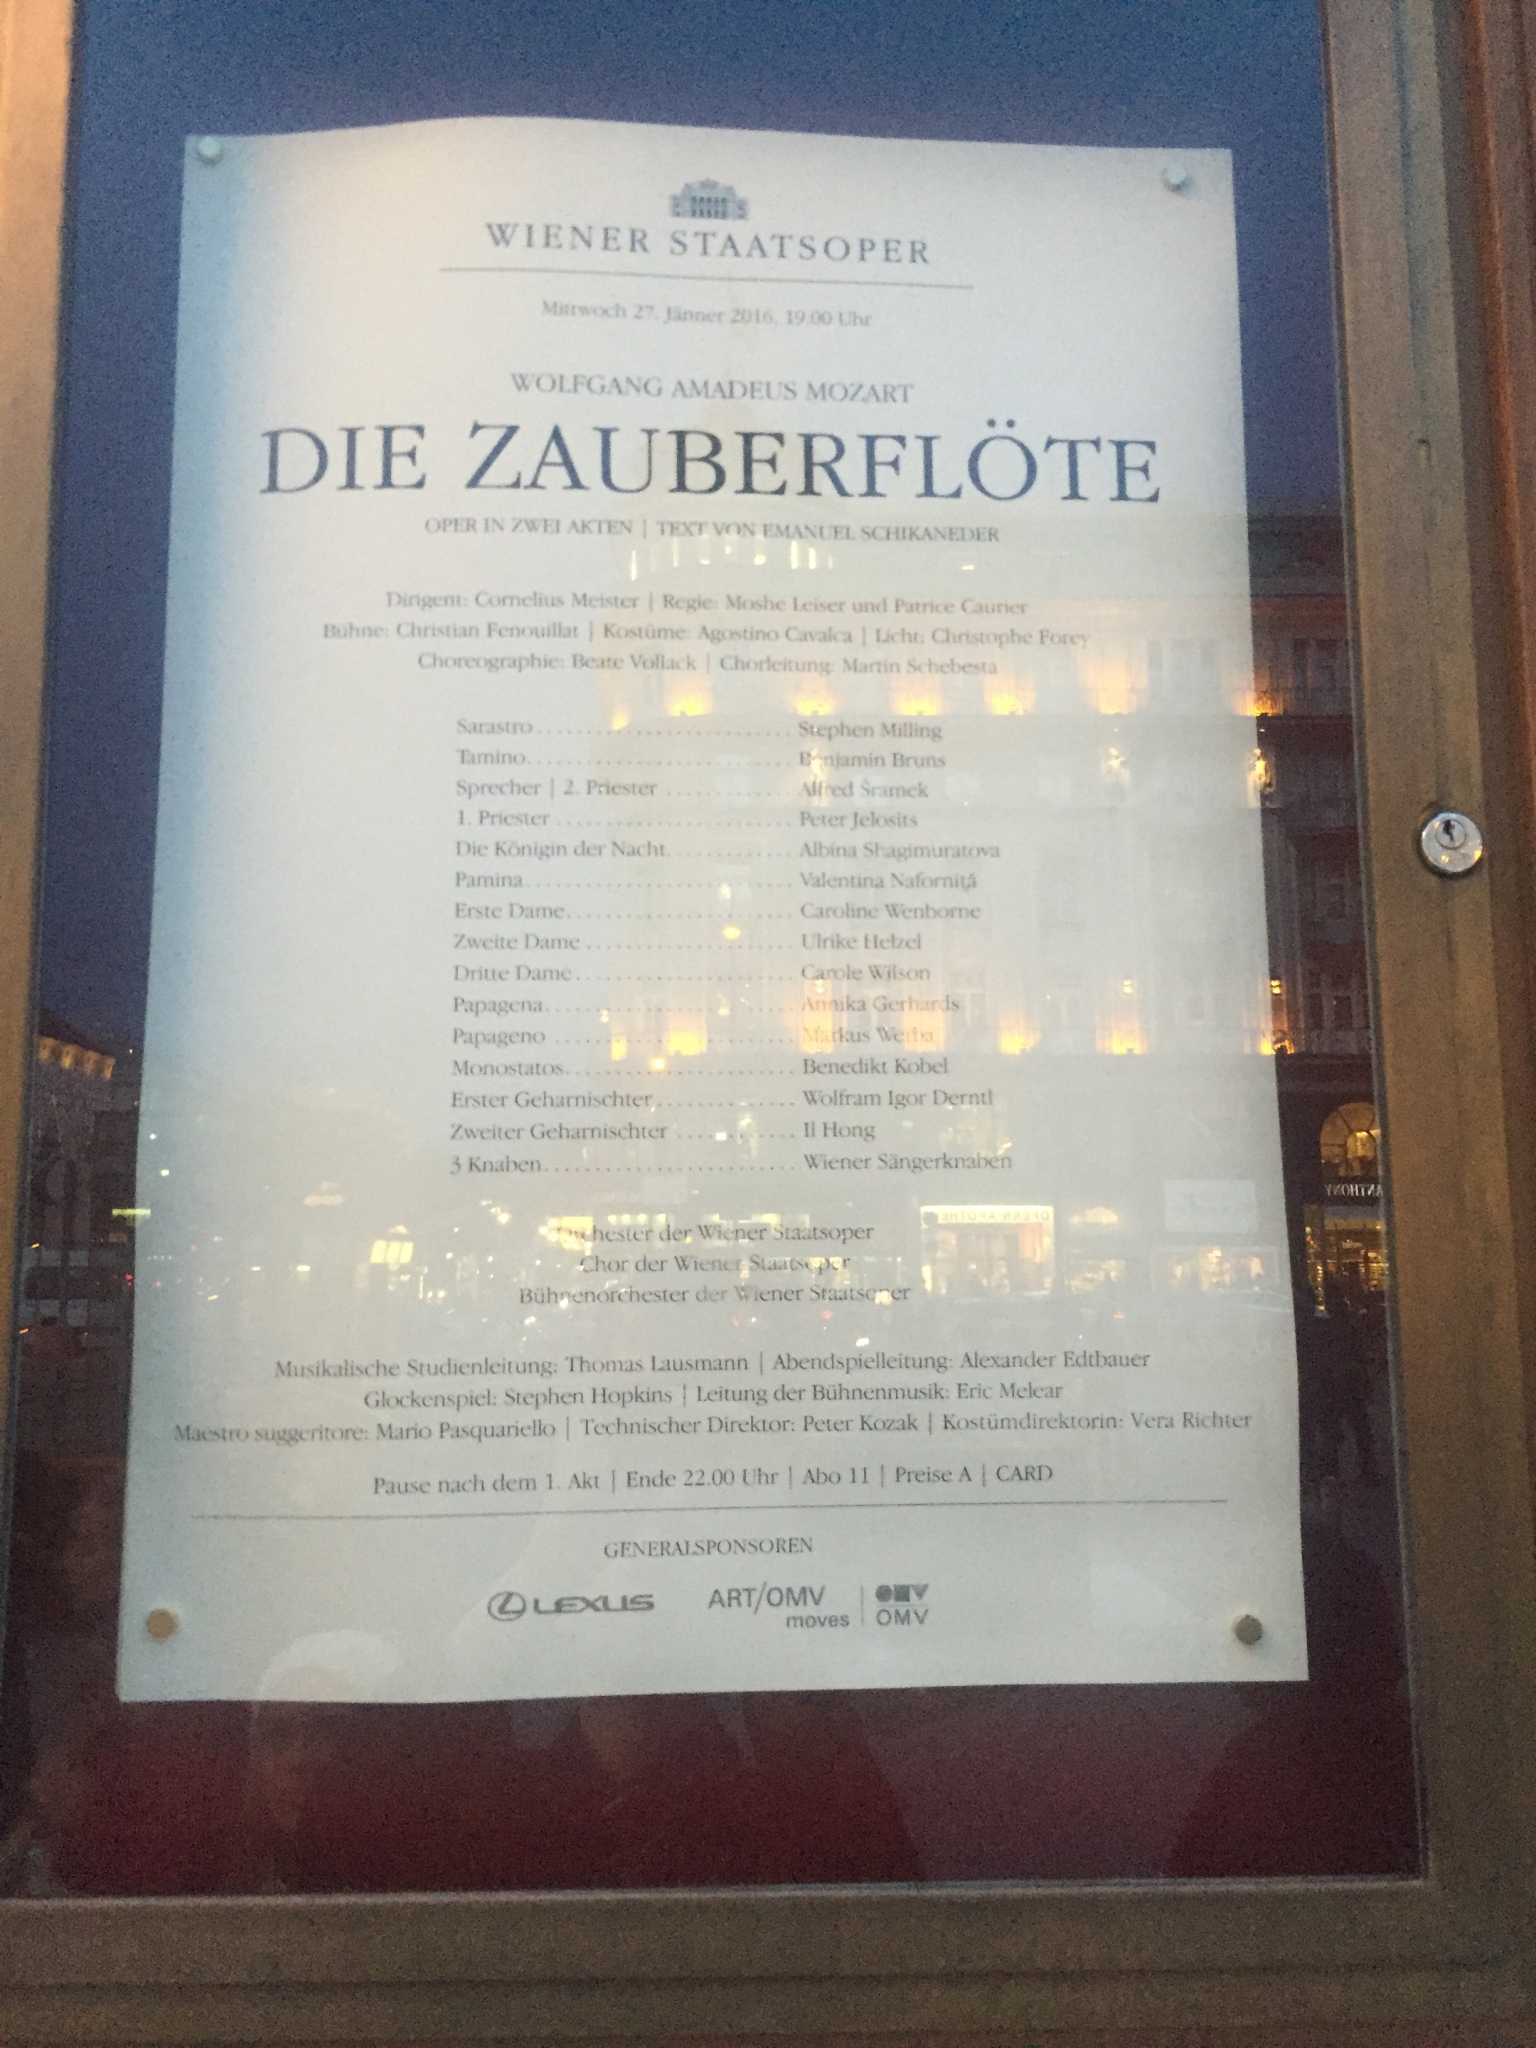 WIENER STAATSOPER
Mittwoch 27. Jänner 2016, 19.00 Uhr
WOLFGANG AMADEUS MOZART
DIE ZAUBERFLÖTE
OPER IN ZWEI AKTEN | TEXT VON EMANUEL SCHIKANEDER
Dirigent: Cornelius Meister | Regie: Moshe Leiser und Patrice Caurier
Bühne: Christian Fenouillat | Kostüme: Agostino Cavalca | Licht: Christophe Forey
Choreographie: Beate Vollack | Chorleitung: Martin Schebesta
Sarastro.......................... Stephen Milling
Tamino........................... Benjamin Bruns
Sprecher | 2. Priester ............ Alfred Šramek
1. Priester ........................ Peter Jelosits
Die Königin der Nacht............. Albina Shagimuratova
Pamina........................... Valentina Naforniţă
Erste Dame....................... Caroline Wenborne
Zweite Dame ..................... Ulrike Helzel
Dritte Dame...................... Carole Wilson
Papagena......................... Annika Gerhards
Papageno ........................ Markus Werba
Monostatos....................... Benedikt Kobel
Erster Geharnischter.............. Wolfram Igor Derntl
Zweiter Geharnischter ............ Il Hong
3 Knaben......................... Wiener Sängerknaben
Orchester der Wiener Staatsoper
Chor der Wiener Staatsoper
Bühnenorchester der Wiener Staatsoper
Musikalische Studienleitung: Thomas Lausmann | Abendspielleitung: Alexander Edtbauer
Glockenspiel: Stephen Hopkins | Leitung der Bühnenmusik: Eric Melear
Maestro suggeritore: Mario Pasquariello | Technischer Direktor: Peter Kozak | Kostümdirektorin: Vera Richter
Pause nach dem 1. Akt | Ende 22.00 Uhr | Abo 11 | Preise A | CARD
GENERALSPONSOREN
LEXUS ART/OMV moves | OMV OMV
ANTHONY